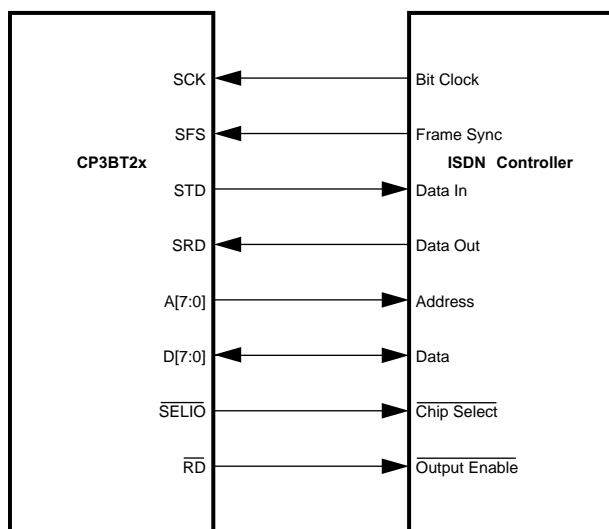 SCK Bit Clock
SFS Frame Sync
CP3BT2x ISDN Controller
STD Data In
SRD Data Out
A[7:0] Address
D[7:0] Data
SELIO Chip Select
RD Output Enable